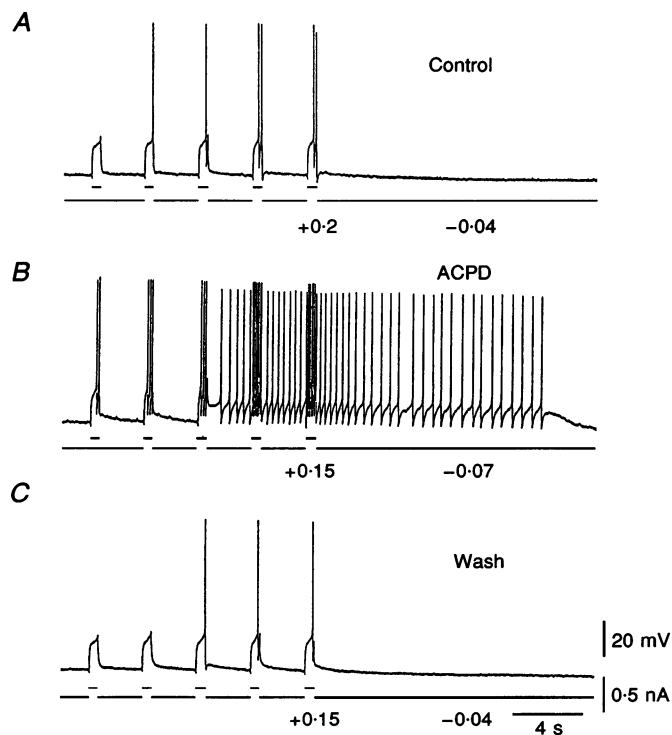 A
Control
+0·2 −0·04
B
ACPD
+0·15 −0·07
C
Wash
20 mV
0·5 nA
+0·15 −0·04
4 s